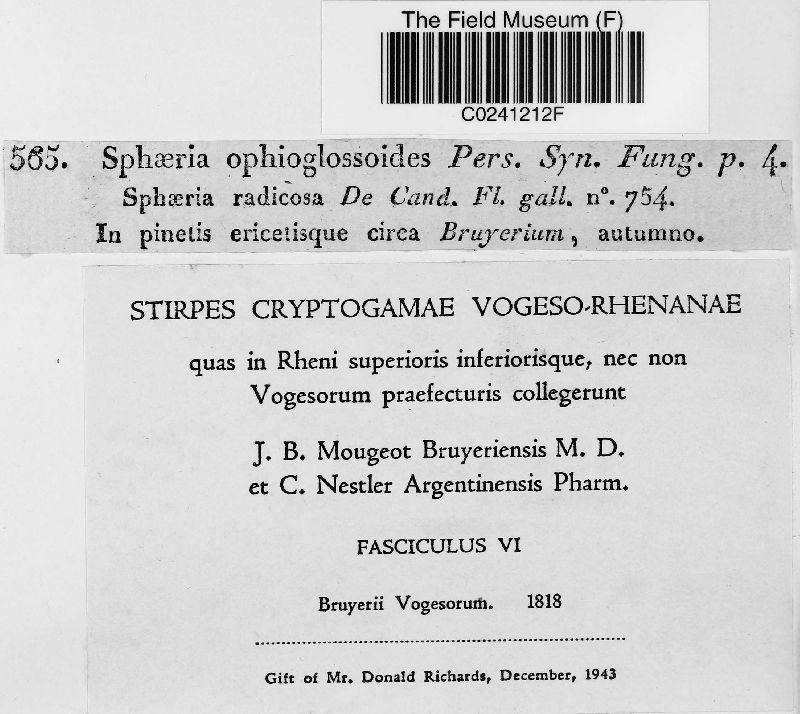 The Field Museum (F)
C0241212F
565. Sphæria ophioglossoides Pers. Syn. Fung. p. 4.
Sphæria radicosa De Cand. Fl. gall. n°. 754.
In pinetis ericetisque circa Bruyerium, autumno.
STIRPES CRYPTOGAMAE VOGESO-RHENANAE
quas in Rheni superioris inferiorisque, nec non
Vogesorum praefecturis collegerunt
J. B. Mougeot Bruyeriensis M. D.
et C. Nestler Argentinensis Pharm.
FASCICULUS VI
Bruyerii Vogesorum. 1818
Gift of Mr. Donald Richards, December, 1943